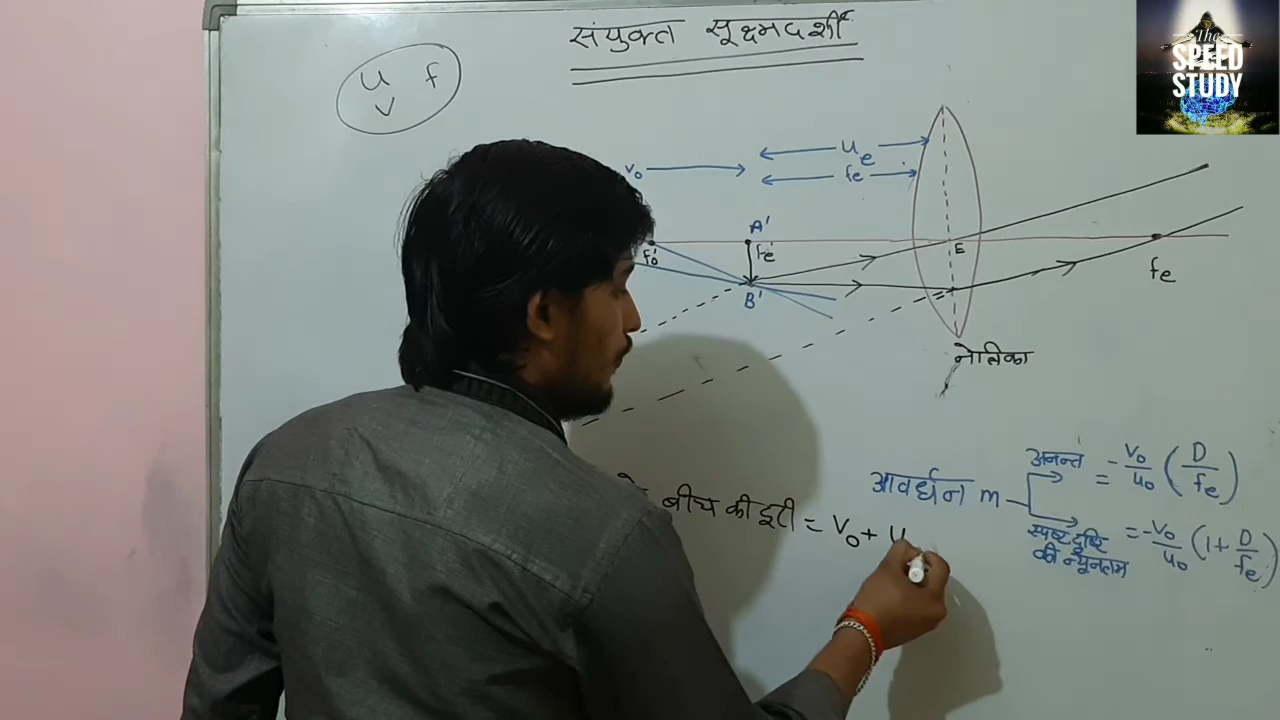 संयुक्त सूक्ष्मदर्शी
The
SPEED
STUDY
u f
v
v₀
uₑ
fₑ
A'
f₀'
fₑ'
E
B'
fₑ
नेत्रिका
अनन्त = -v₀/u₀ (D/fₑ)
आवर्धन m
बीच की दूरी = v₀ + u
स्पष्ट दृष्टि = -v₀/u₀ (1 + D/fₑ)
की न्यूनतम